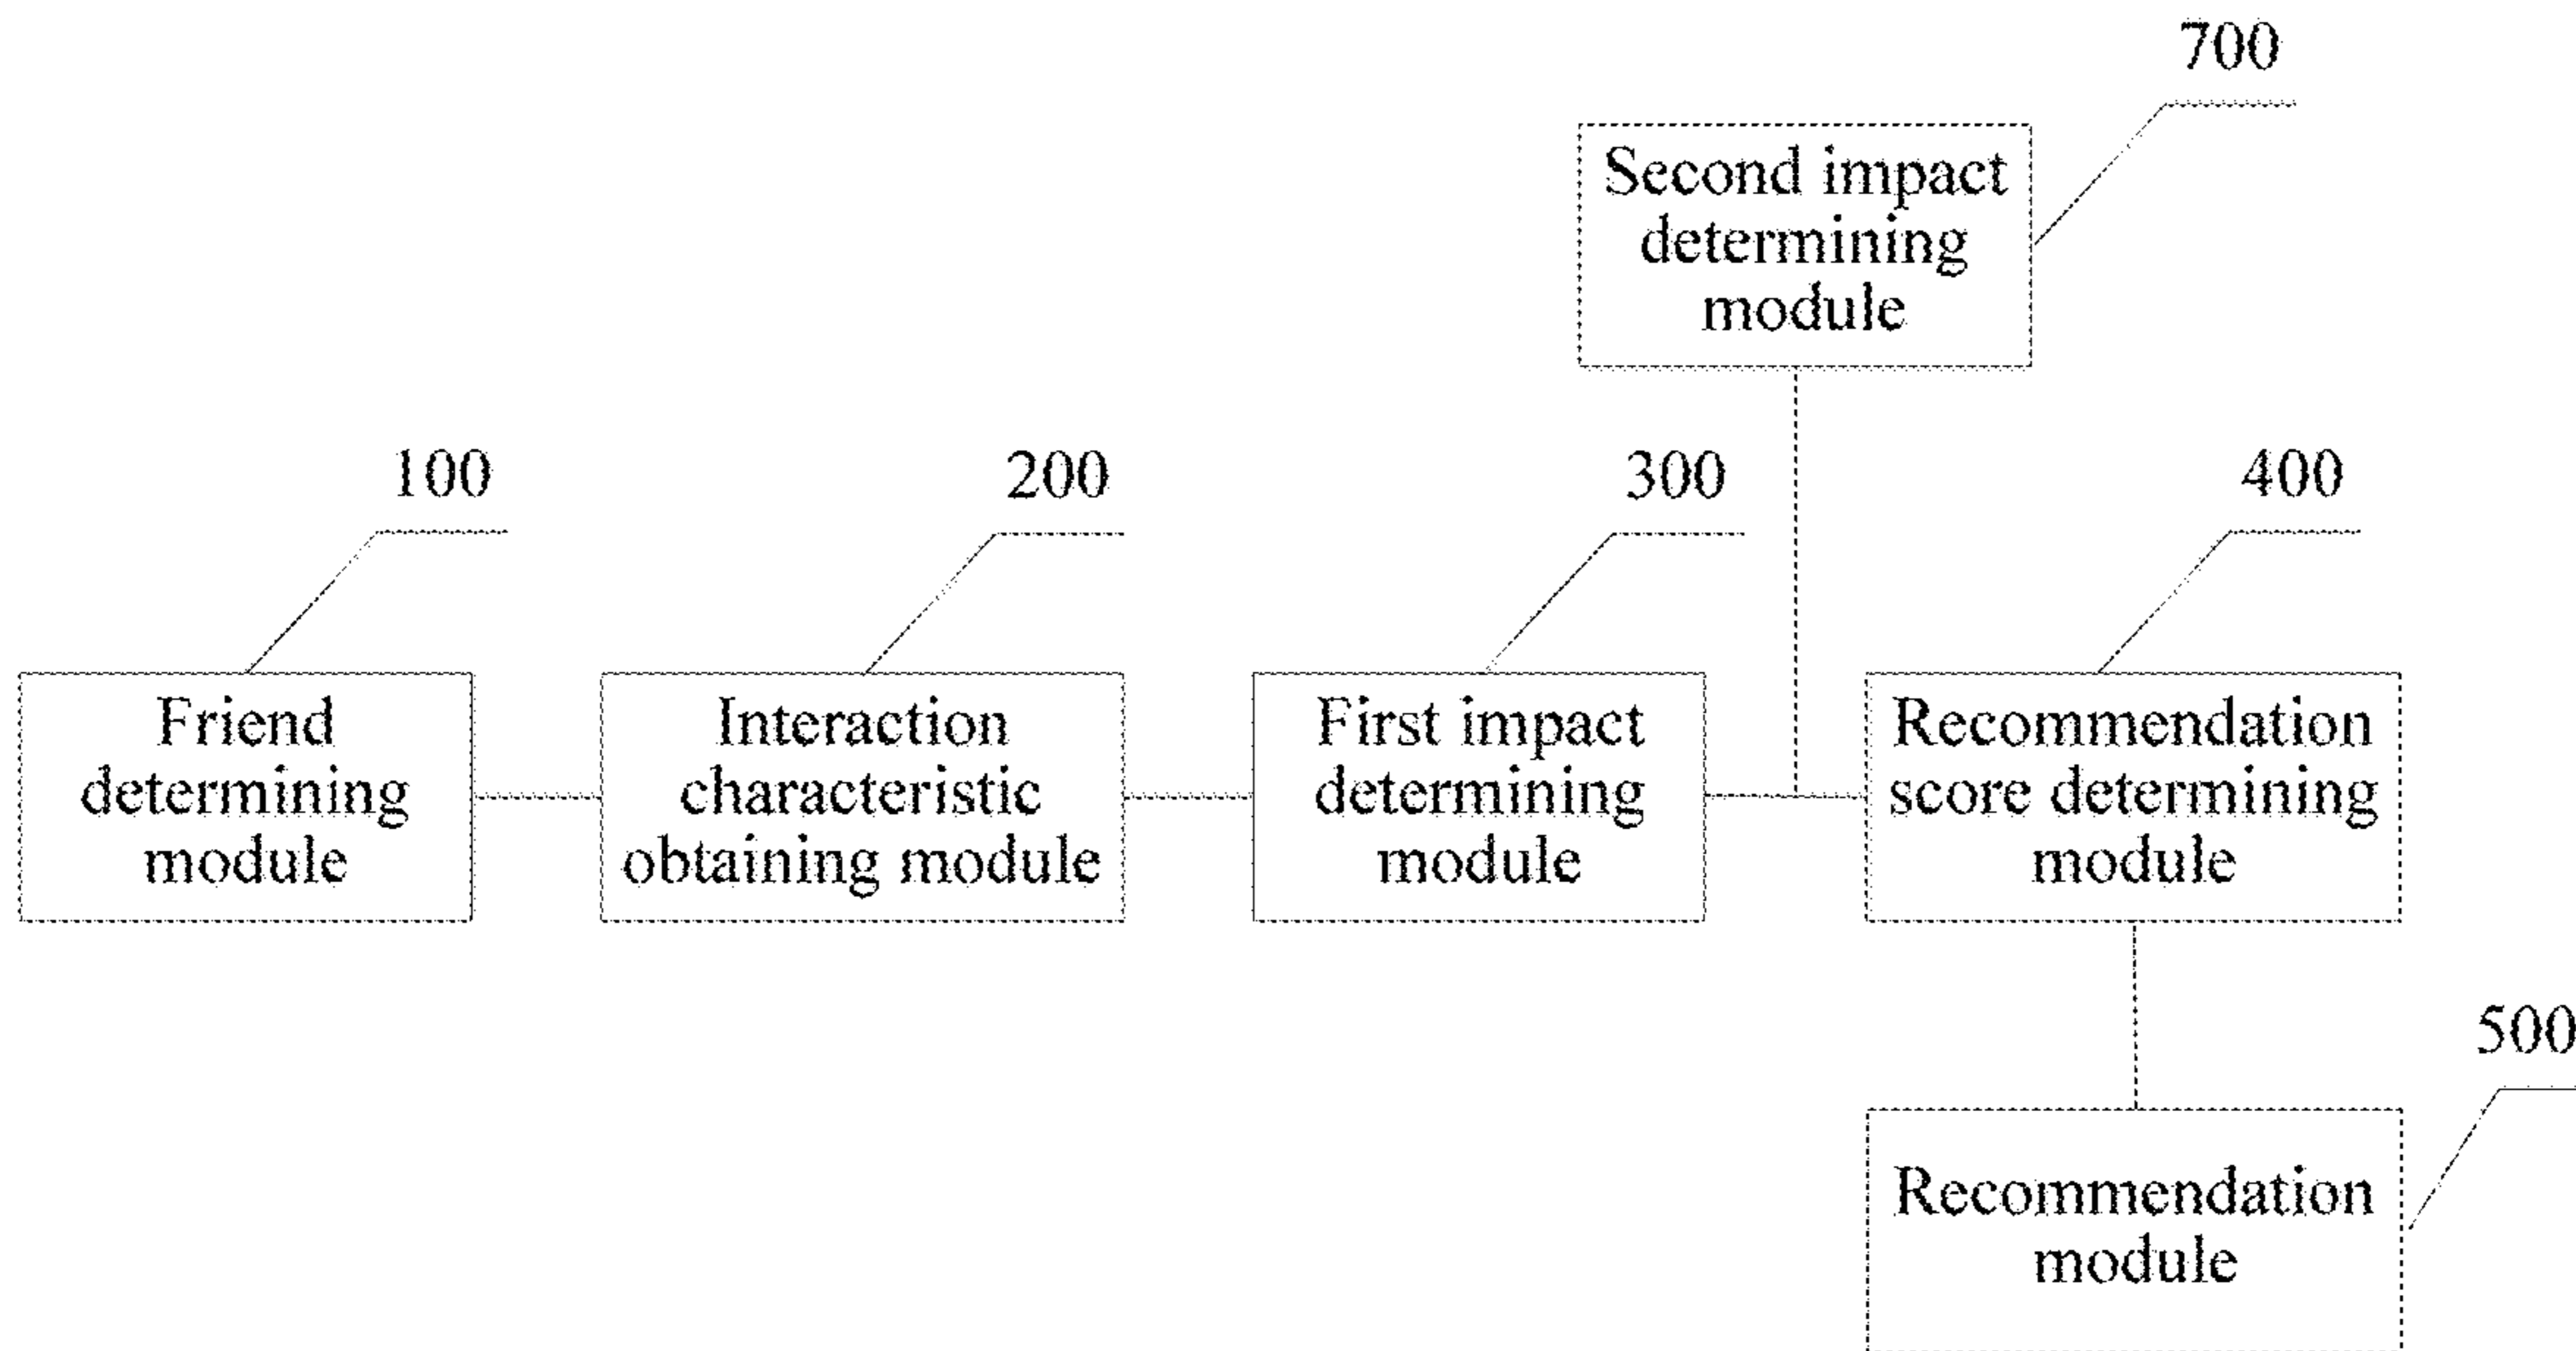 700
Second impact
determining
module
100
200
300
400
Friend
determining
module
Interaction
characteristic
obtaining module
First impact
determining
module
Recommendation
score determining
module
500
Recommendation
module